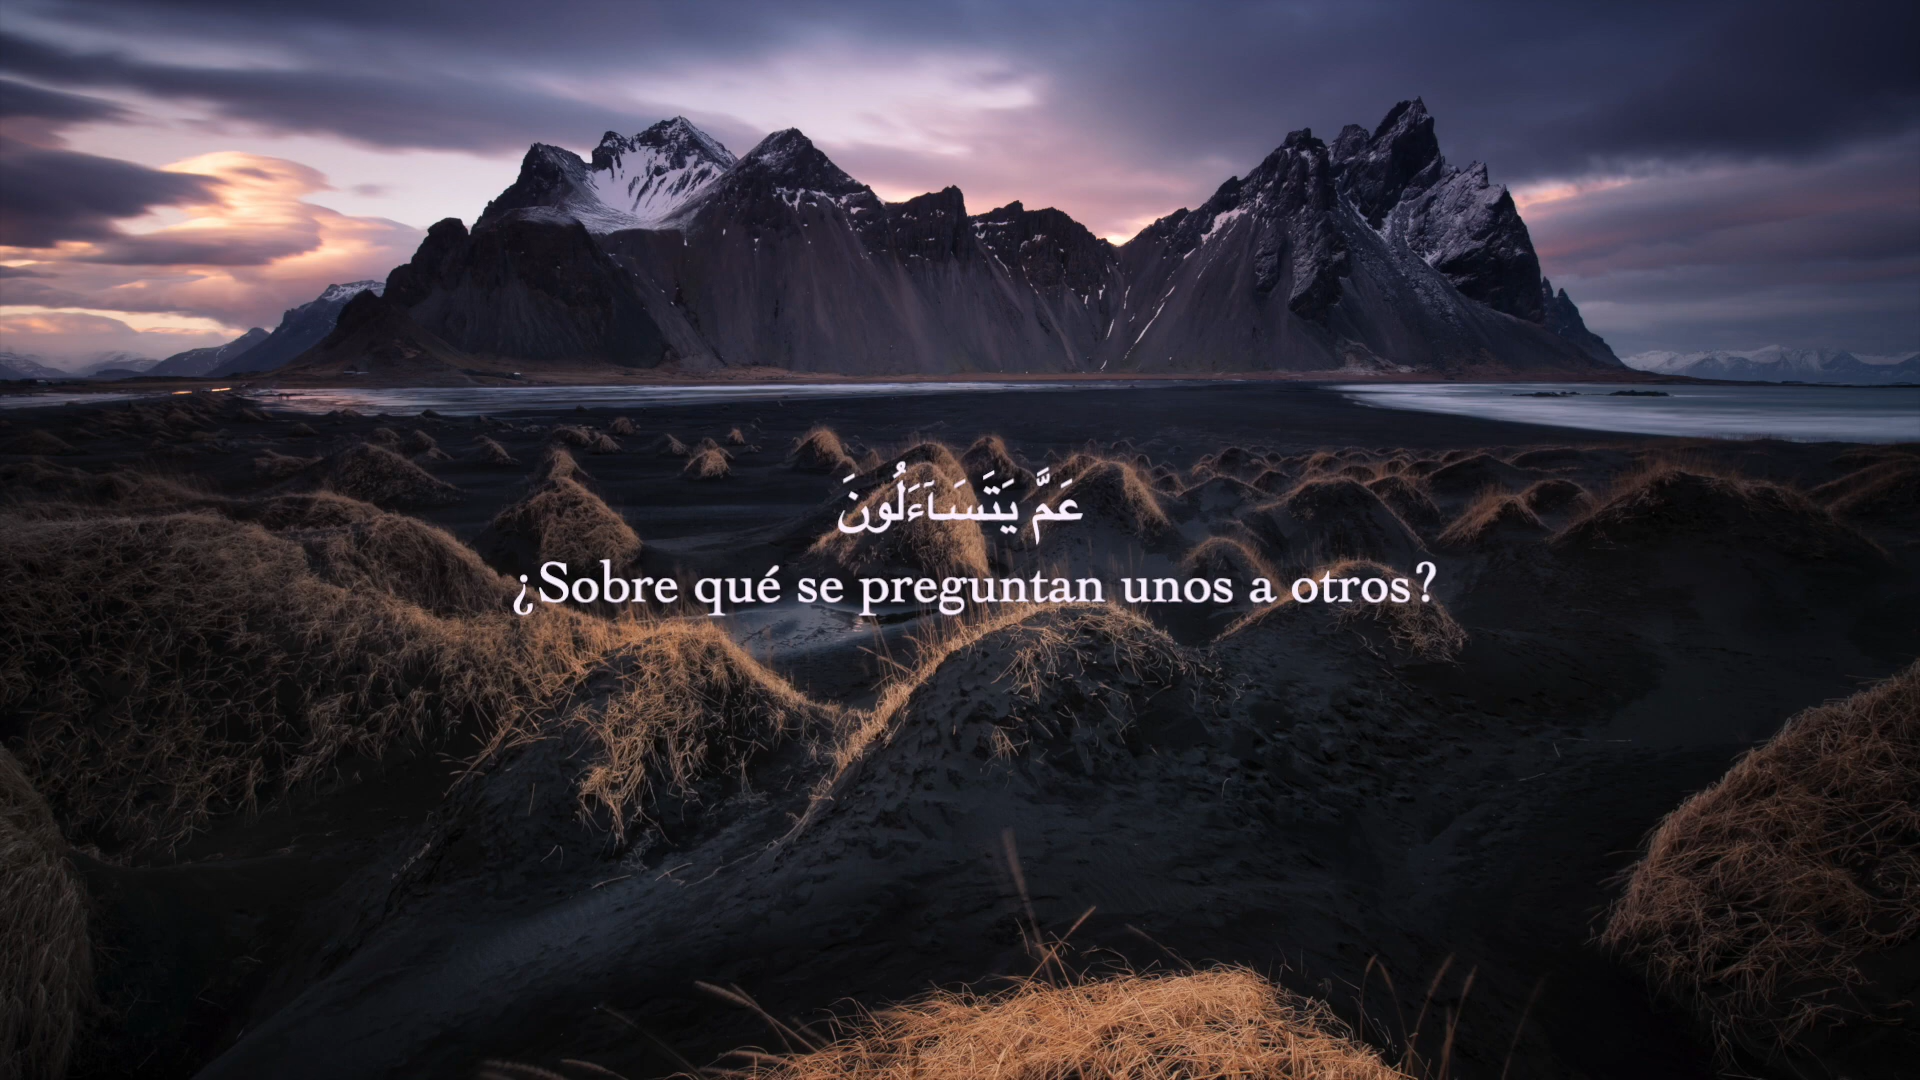 عَمَّ يَتَسَآءَلُونَ
¿Sobre qué se preguntan unos a otros?